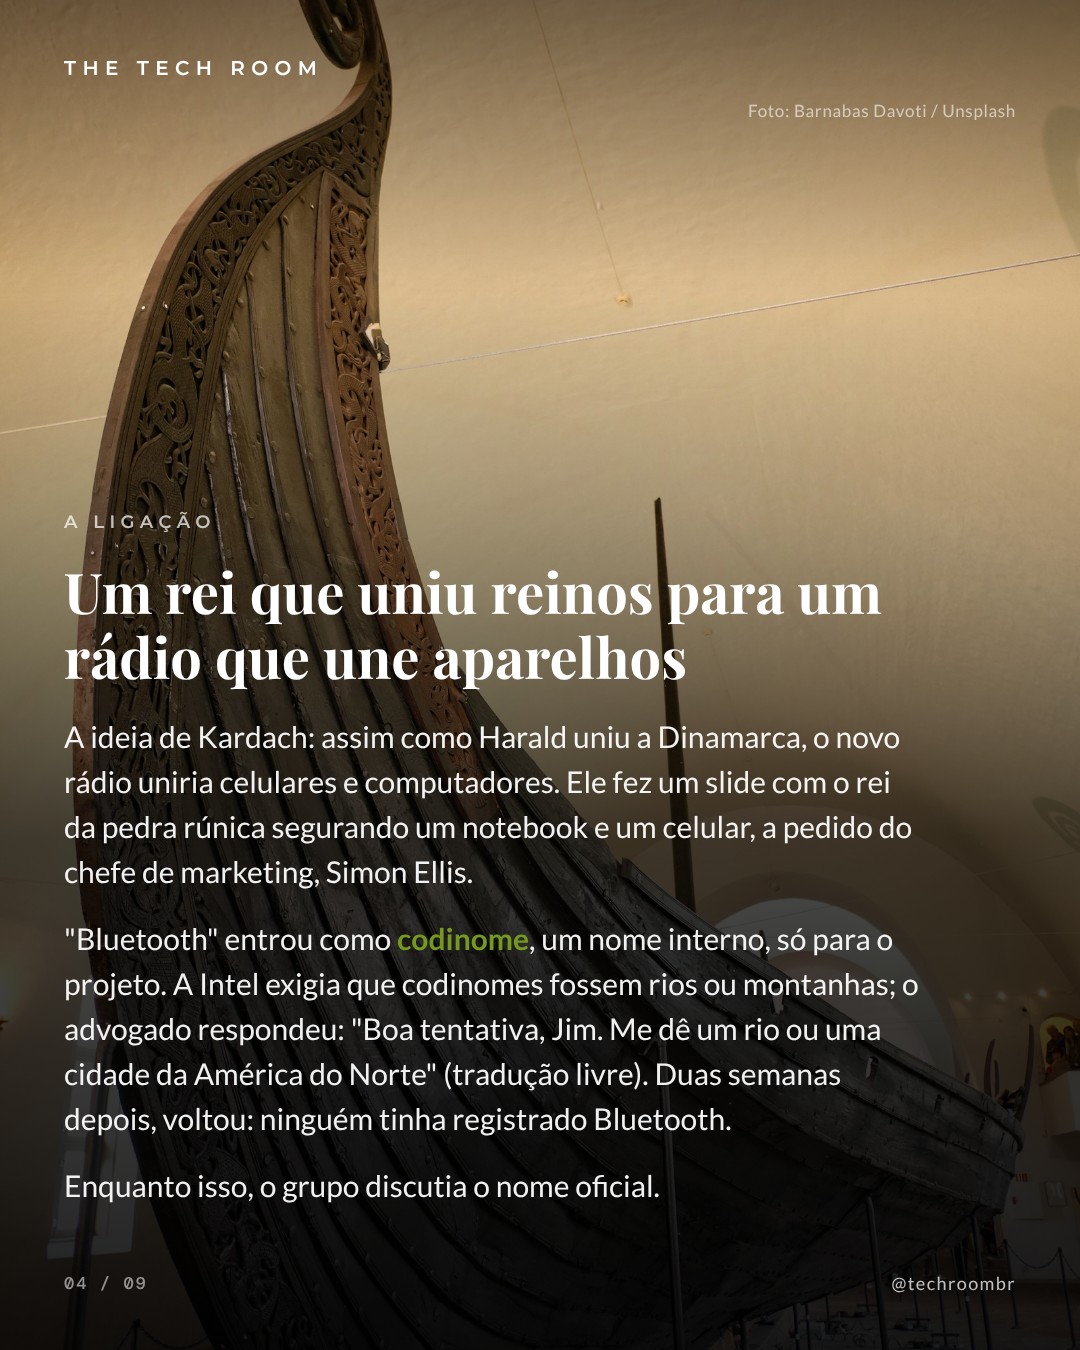 THE TECH ROOM
Foto: Barnabas Davoti / Unsplash
A LIGAÇÃO
Um rei que uniu reinos para um
rádio que une aparelhos
A ideia de Kardach: assim como Harald uniu a Dinamarca, o novo
rádio uniria celulares e computadores. Ele fez um slide com o rei
da pedra rúnica segurando um notebook e um celular, a pedido do
chefe de marketing, Simon Ellis.
"Bluetooth" entrou como codinome, um nome interno, só para o
projeto. A Intel exigia que codinomes fossem rios ou montanhas; o
advogado respondeu: "Boa tentativa, Jim. Me dê um rio ou uma
cidade da América do Norte" (tradução livre). Duas semanas
depois, voltou: ninguém tinha registrado Bluetooth.
Enquanto isso, o grupo discutia o nome oficial.
04 / 09
@techroombr